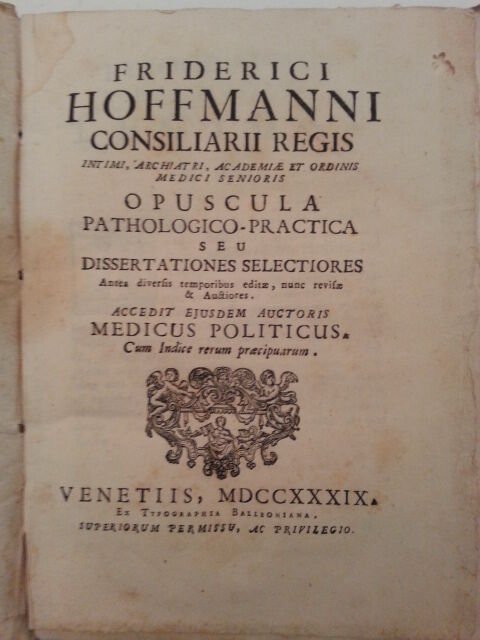 FRIDERICI
HOFFMANNI
CONSILIARII REGIS
INTIMI, ARCHIATRI, ACADEMIÆ ET ORDINIS
MEDICI SENIORIS
OPUSCULA
PATHOLOGICO-PRACTICA
SEU
DISSERTATIONES SELECTIORES
Antea diversis temporibus editæ, nunc revisæ
& Auctiores.
ACCEDIT EJUSDEM AUCTORIS
MEDICUS POLITICUS.
Cum Indice rerum præcipuarum.
VENETIIS, MDCCXXXIX.
Ex Typographia Balleoniana.
SUPERIORUM PERMISSU, AC PRIVILEGIO.